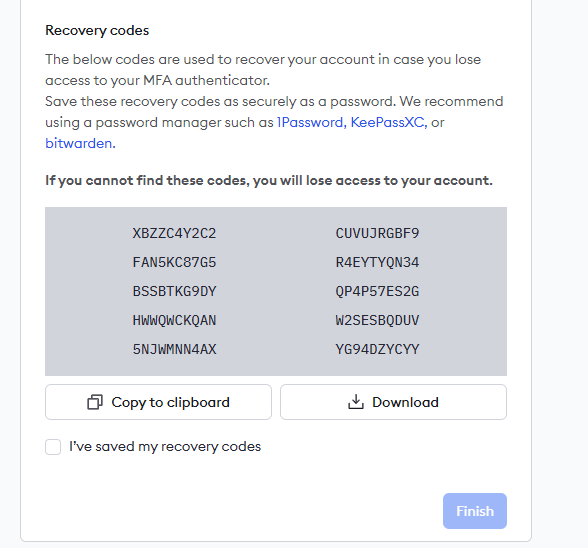 Recovery codes
The below codes are used to recover your account in case you lose
access to your MFA authenticator.
Save these recovery codes as securely as a password. We recommend
using a password manager such as 1Password, KeePassXC, or
bitwarden.
If you cannot find these codes, you will lose access to your account.
XBZZC4Y2C2 CUVUJRGBF9
FAN5KC87G5 R4EYTYQN34
BSSBTKG9DY QP4P57ES2G
HWWQWCKQAN W2SESBQDUV
5NJWMNN4AX YG94DZYCYY
Copy to clipboard Download
I've saved my recovery codes
Finish